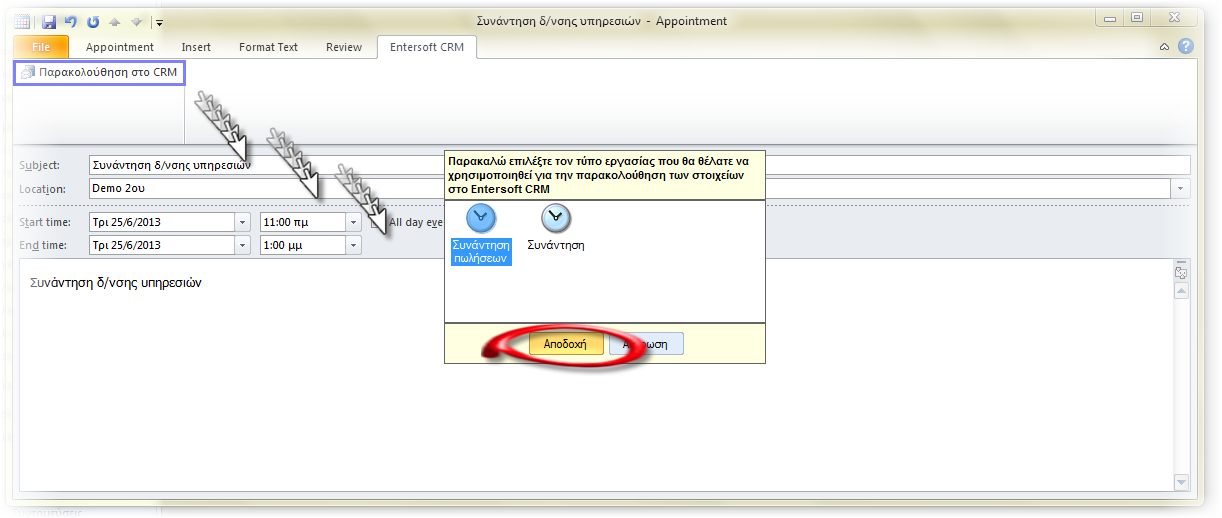 Συνάντηση δ/νσης υπηρεσιών - Appointment
File Appointment Insert Format Text Review Entersoft CRM
Παρακολούθηση στο CRM
Subject: Συνάντηση δ/νσης υπηρεσιών
Location: Demo 2ου
Start time: Τρι 25/6/2013 11:00 πμ All day eve
End time: Τρι 25/6/2013 1:00 μμ
Συνάντηση δ/νσης υπηρεσιών
Παρακαλώ επιλέξτε τον τύπο εργασίας που θα θέλατε να
χρησιμοποιηθεί για την παρακολούθηση των στοιχείων
στο Entersoft CRM
Συνάντηση
πωλήσεων
Συνάντηση
Αποδοχή